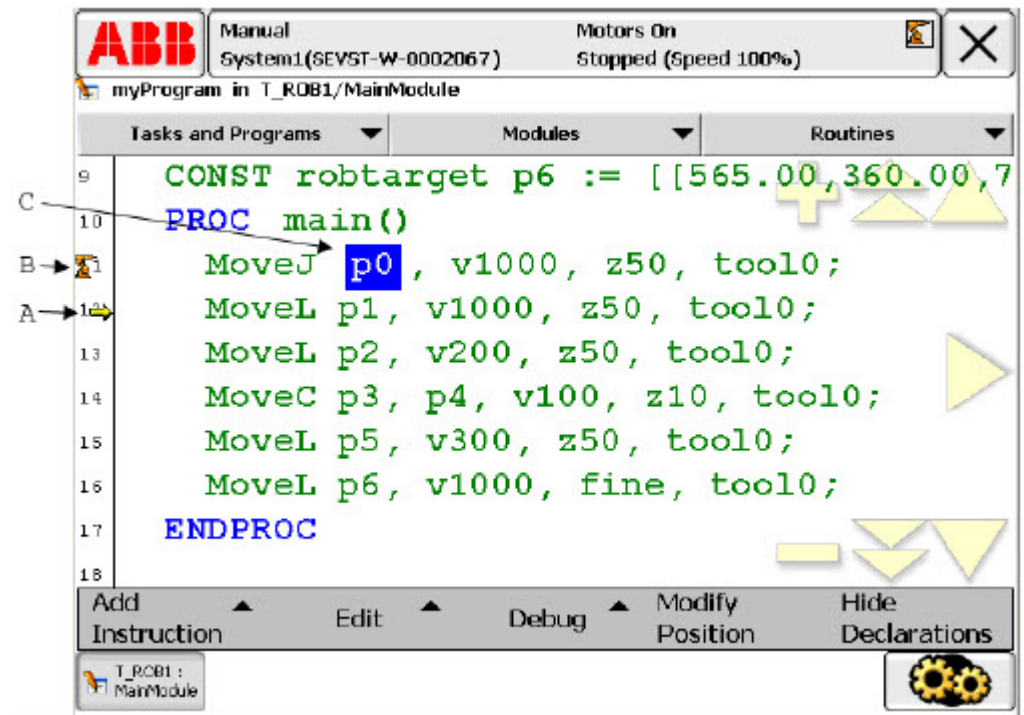 ABB Manual Motors On
System1(SEVST-W-0002067) Stopped (Speed 100%)
myProgram in T_ROB1/MainModule
Tasks and Programs Modules Routines
9 CONST robtarget p6 := [[565.00,360.00,7
C
10 PROC main()
B 1 MoveJ p0 , v1000, z50, tool0;
A 12 MoveL p1, v1000, z50, tool0;
13 MoveL p2, v200, z50, tool0;
14 MoveC p3, p4, v100, z10, tool0;
15 MoveL p5, v300, z50, tool0;
16 MoveL p6, v1000, fine, tool0;
17 ENDPROC
18
Add Instruction Edit Debug Modify Position Hide Declarations
T_ROB1 :
MainModule